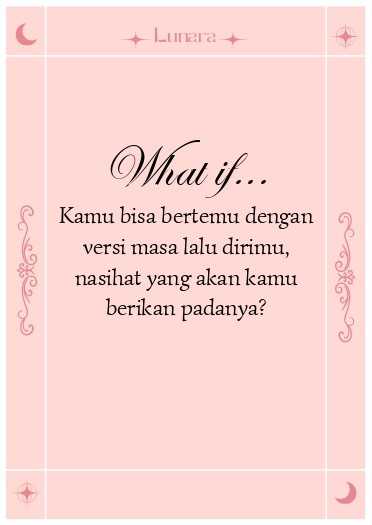 Lunara
What if...
Kamu bisa bertemu dengan
versi masa lalu dirimu,
nasihat yang akan kamu
berikan padanya?